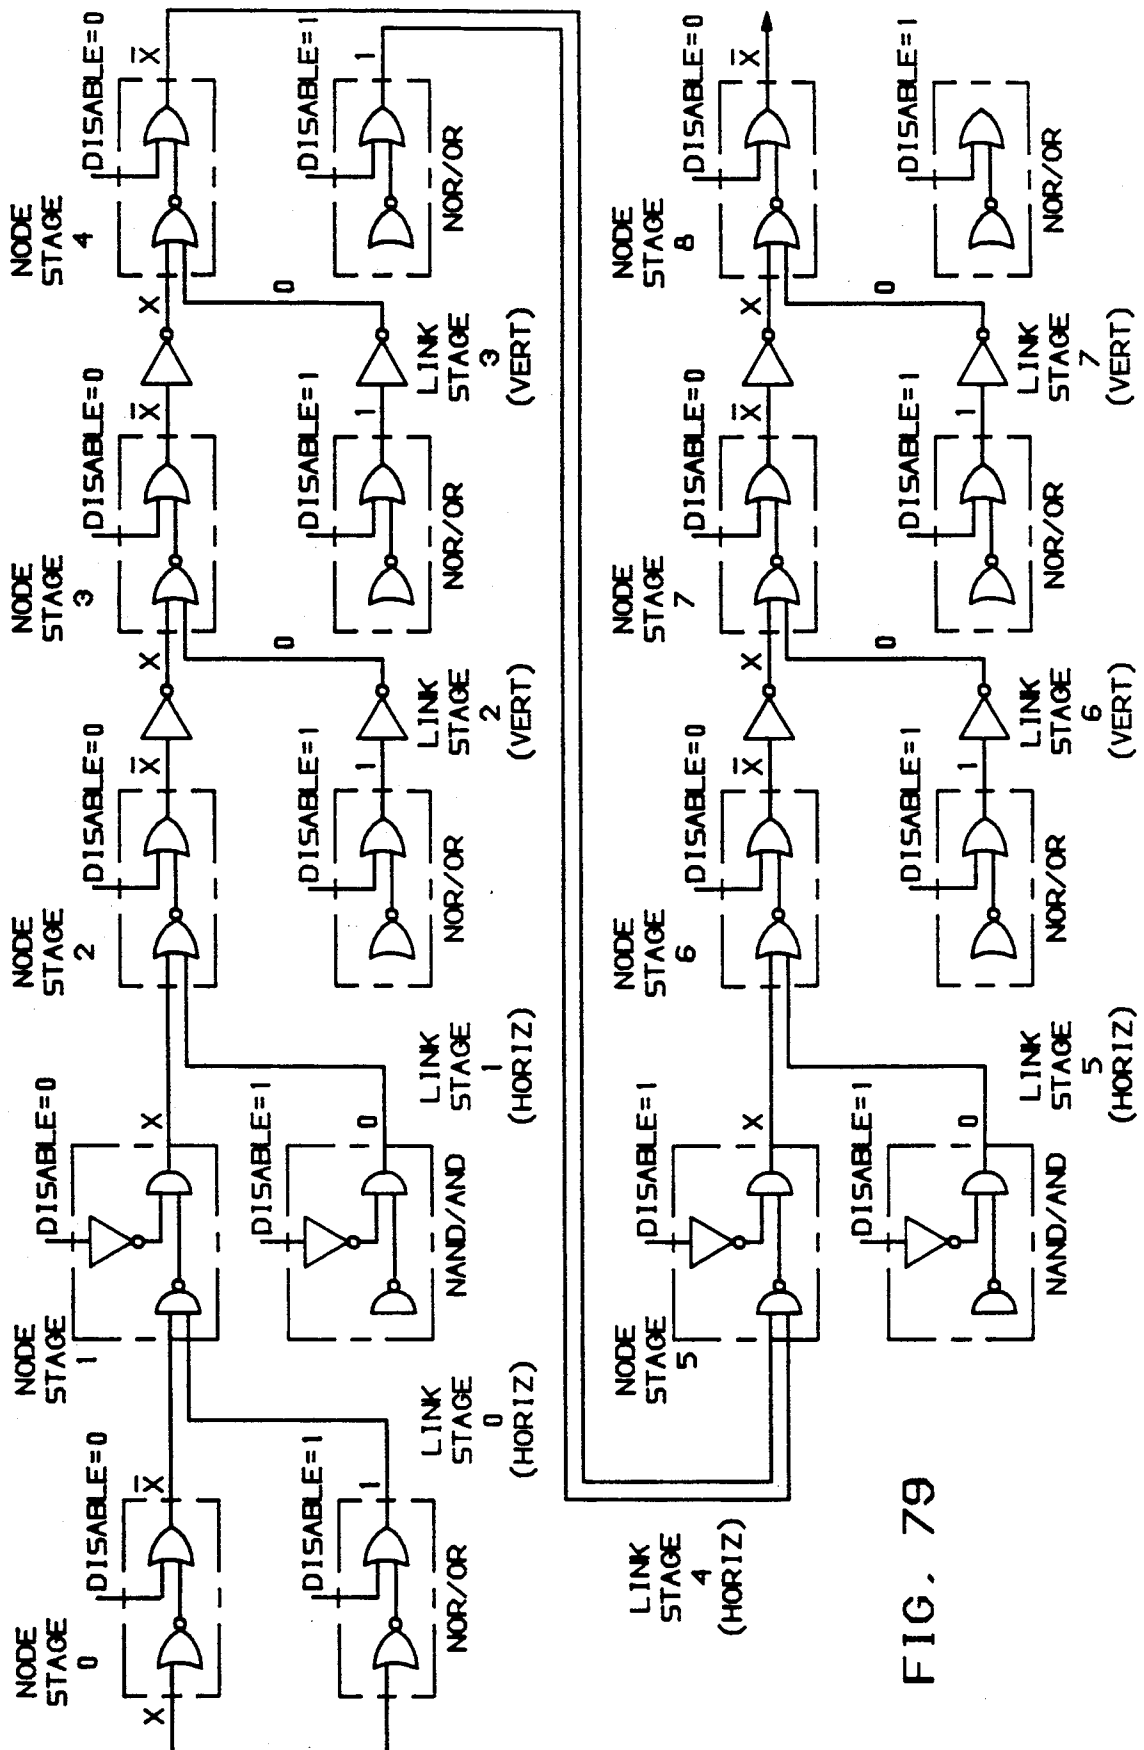 NODE
STAGE
0
X
DISABLE=0
X̅
DISABLE=1
1
NOR/OR
LINK
STAGE
0
(HORIZ)
NODE
STAGE
1
DISABLE=0
X
DISABLE=1
0
NAND/AND
LINK
STAGE
1
(HORIZ)
NODE
STAGE
2
DISABLE=0
X̅
DISABLE=1
1
NOR/OR
LINK
STAGE
2
(VERT)
X
0
NODE
STAGE
3
DISABLE=0
X̅
DISABLE=1
1
NOR/OR
LINK
STAGE
3
(VERT)
X
0
NODE
STAGE
4
DISABLE=0
X̅
DISABLE=1
1
NOR/OR
LINK
STAGE
4
(HORIZ)
NODE
STAGE
5
DISABLE=1
X
DISABLE=1
0
NAND/AND
LINK
STAGE
5
(HORIZ)
NODE
STAGE
6
DISABLE=0
X̅
DISABLE=1
1
NOR/OR
LINK
STAGE
6
(VERT)
X
0
NODE
STAGE
7
DISABLE=0
X̅
DISABLE=1
1
NOR/OR
LINK
STAGE
7
(VERT)
X
0
NODE
STAGE
8
DISABLE=0
X̅
DISABLE=1
NOR/OR
FIG. 79